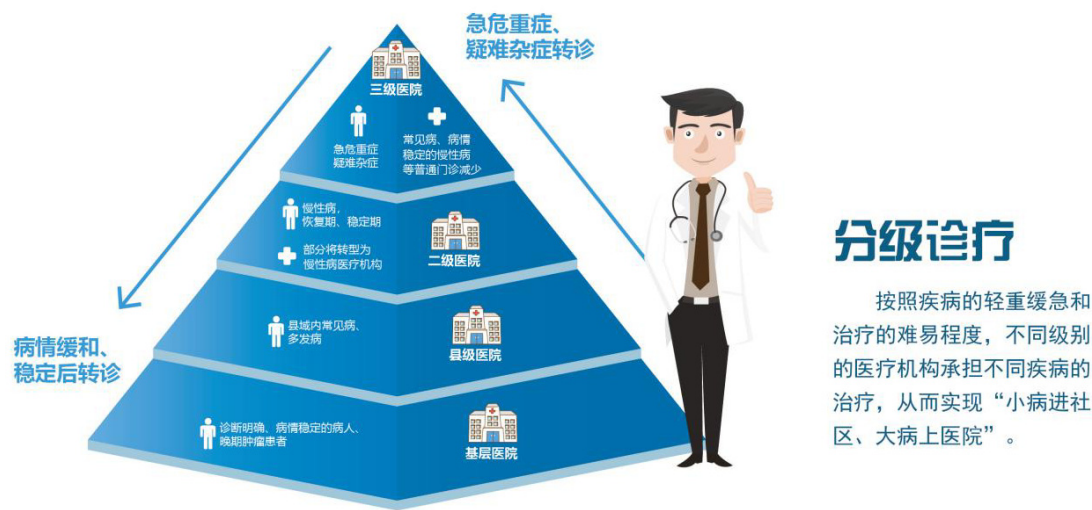 急危重症、
疑难杂症转诊
三级医院
急危重症
疑难杂症
常见病、病情
稳定的慢性病
等普通门诊减少
慢性病,
恢复期、稳定期
部分将转型为
慢性病医疗机构
二级医院
县域内常见病、
多发病
县级医院
诊断明确、病情稳定的病人、
晚期肿瘤患者
基层医院
病情缓和、
稳定后转诊
分级诊疗
按照疾病的轻重缓急和
治疗的难易程度，不同级别
的医疗机构承担不同疾病的
治疗，从而实现“小病进社
区、大病上医院”。